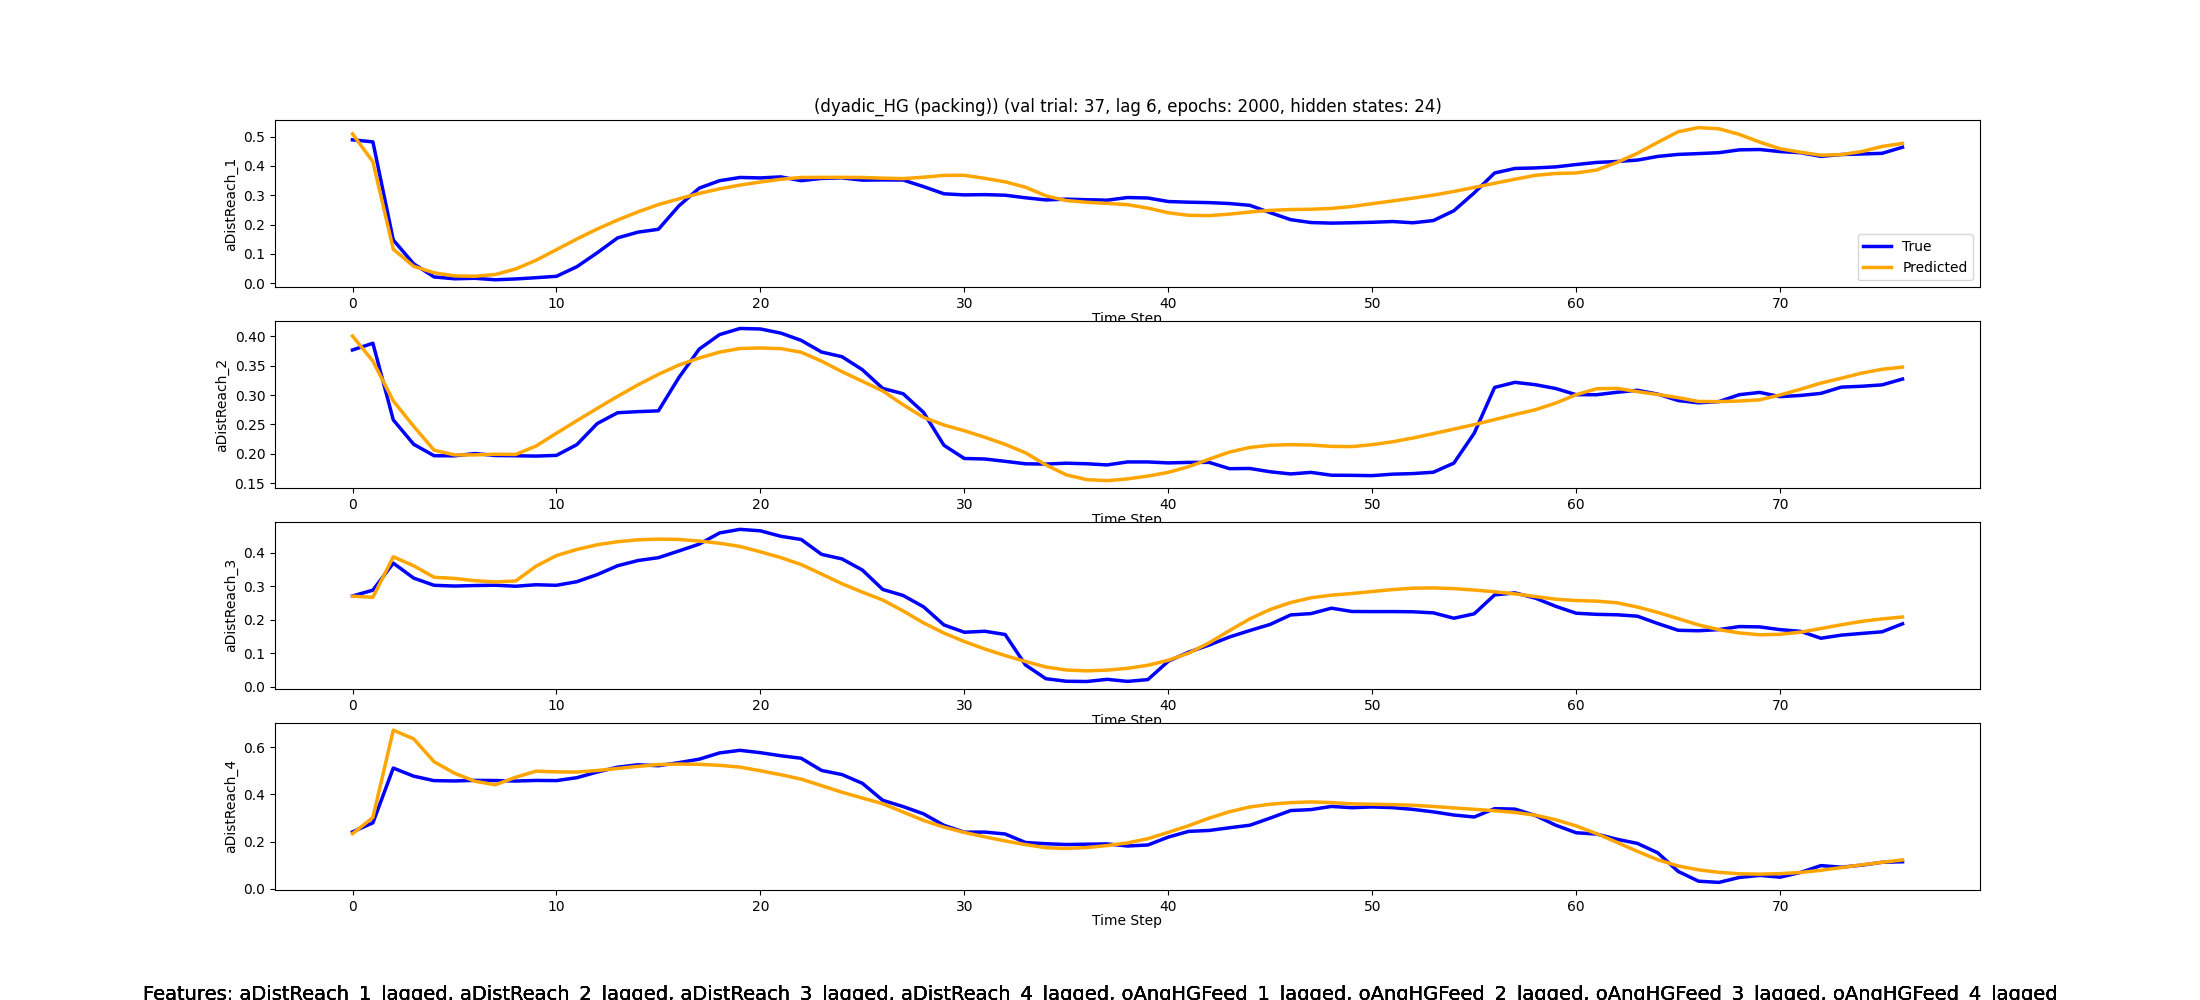 (dyadic_HG (packing)) (val trial: 37, lag 6, epochs: 2000, hidden states: 24)
aDistReach_1
0.5
0.4
0.3
0.2
0.1
0.0
True
Predicted
0 10 20 30 40 50 60 70
Time Step
aDistReach_2
0.40
0.35
0.30
0.25
0.20
0.15
0 10 20 30 40 50 60 70
Time Step
aDistReach_3
0.4
0.3
0.2
0.1
0.0
0 10 20 30 40 50 60 70
Time Step
aDistReach_4
0.6
0.4
0.2
0.0
0 10 20 30 40 50 60 70
Time Step
Features: aDistReach_1_lagged, aDistReach_2_lagged, aDistReach_3_lagged, aDistReach_4_lagged, oAngHGFeed_1_lagged, oAngHGFeed_2_lagged, oAngHGFeed_3_lagged, oAngHGFeed_4_lagged